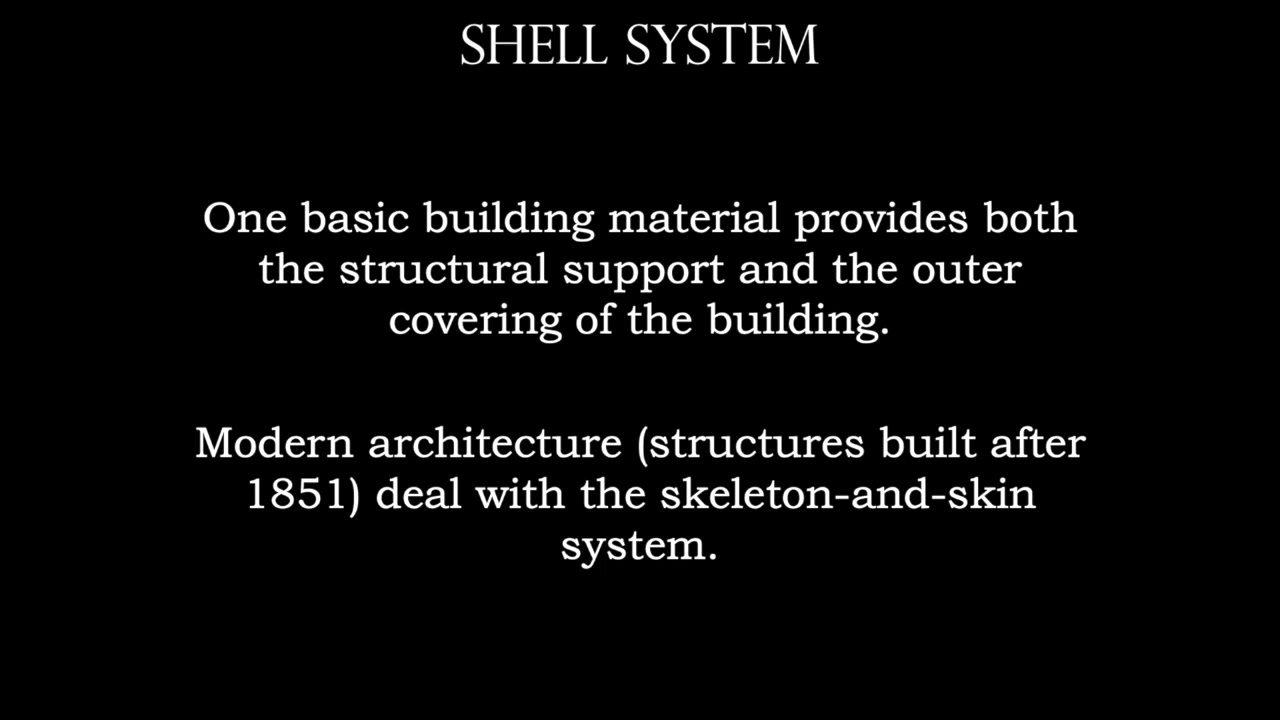 SHELL SYSTEM
One basic building material provides both
the structural support and the outer
covering of the building.
Modern architecture (structures built after
1851) deal with the skeleton-and-skin
system.